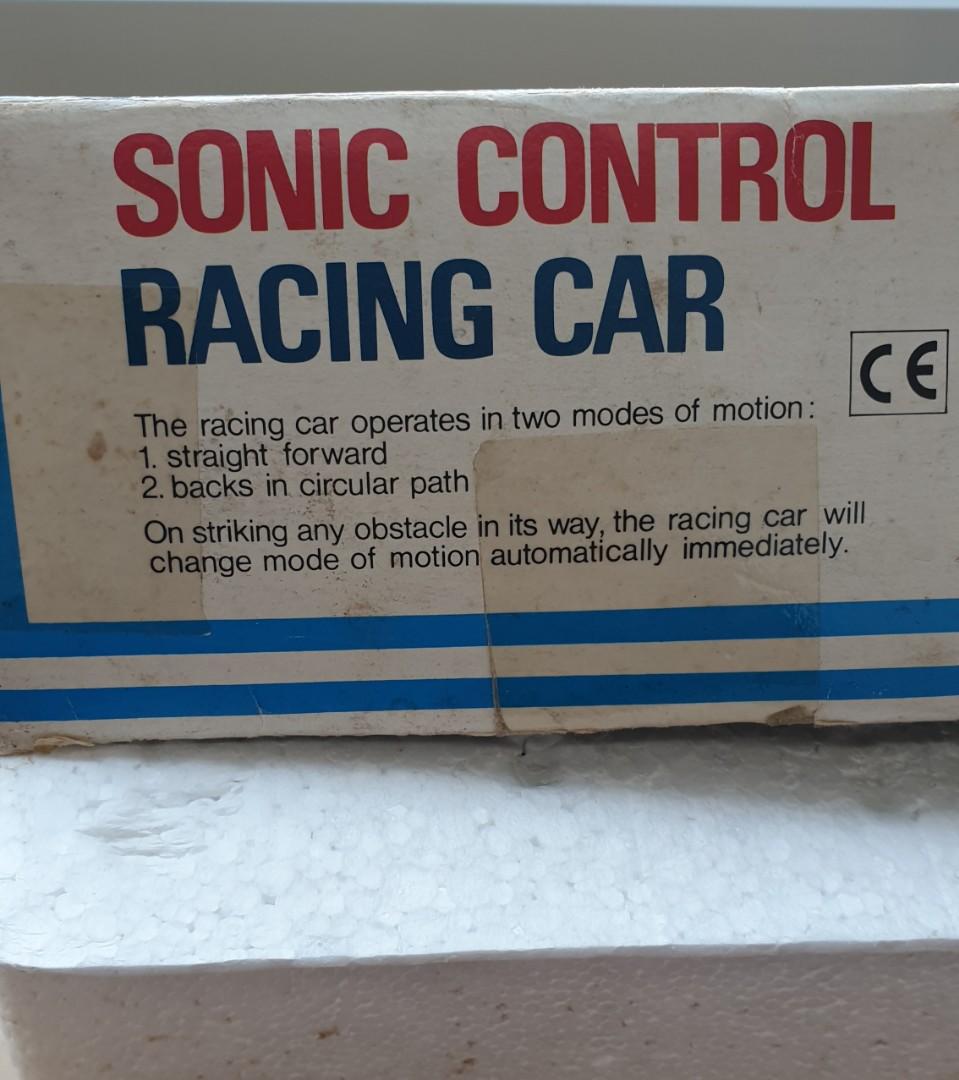 SONIC CONTROL
RACING CAR
CE
The racing car operates in two modes of motion:
1. straight forward
2. backs in circular path
On striking any obstacle in its way, the racing car will
change mode of motion automatically immediately.